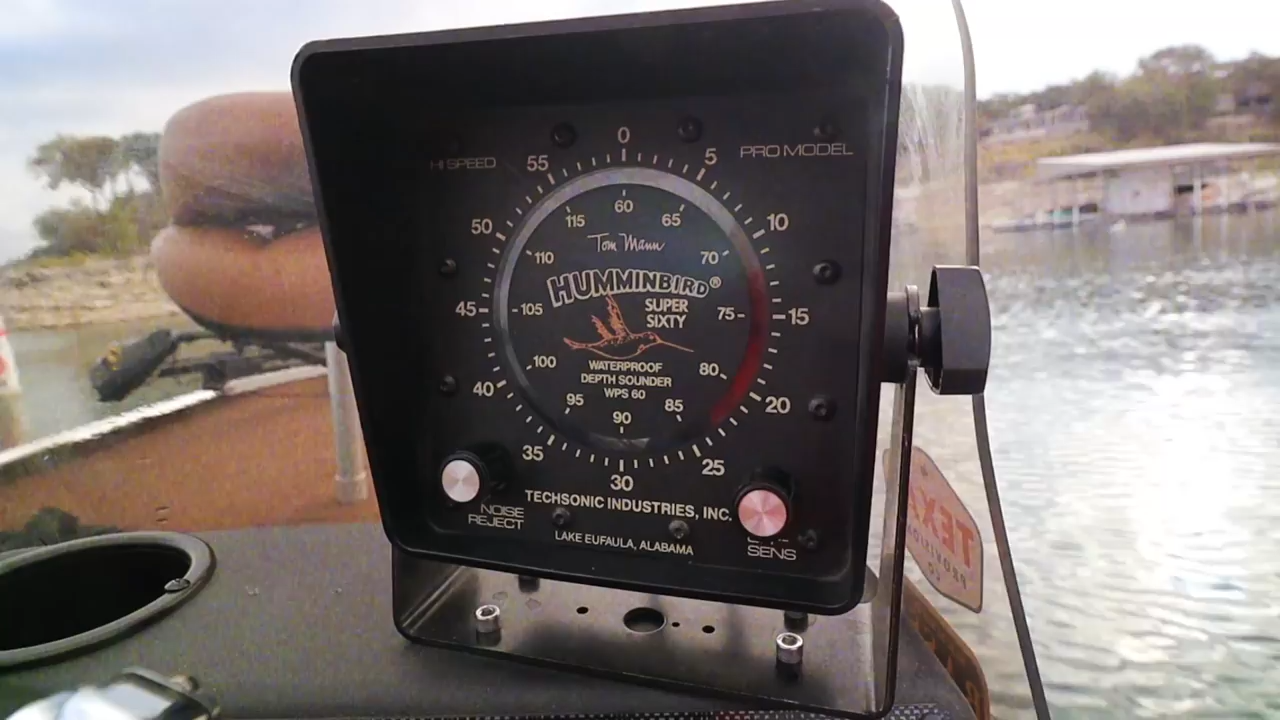 HI SPEED
PRO MODEL
0
5
10
15
20
25
30
35
40
45
50
55
60
65
70
75
80
85
90
95
100
105
110
115
Tom Mann
HUMMINBIRD®
SUPER
SIXTY
WATERPROOF
DEPTH SOUNDER
WPS 60
TECHSONIC INDUSTRIES, INC.
LAKE EUFAULA, ALABAMA
NOISE
REJECT
SENS
TEX